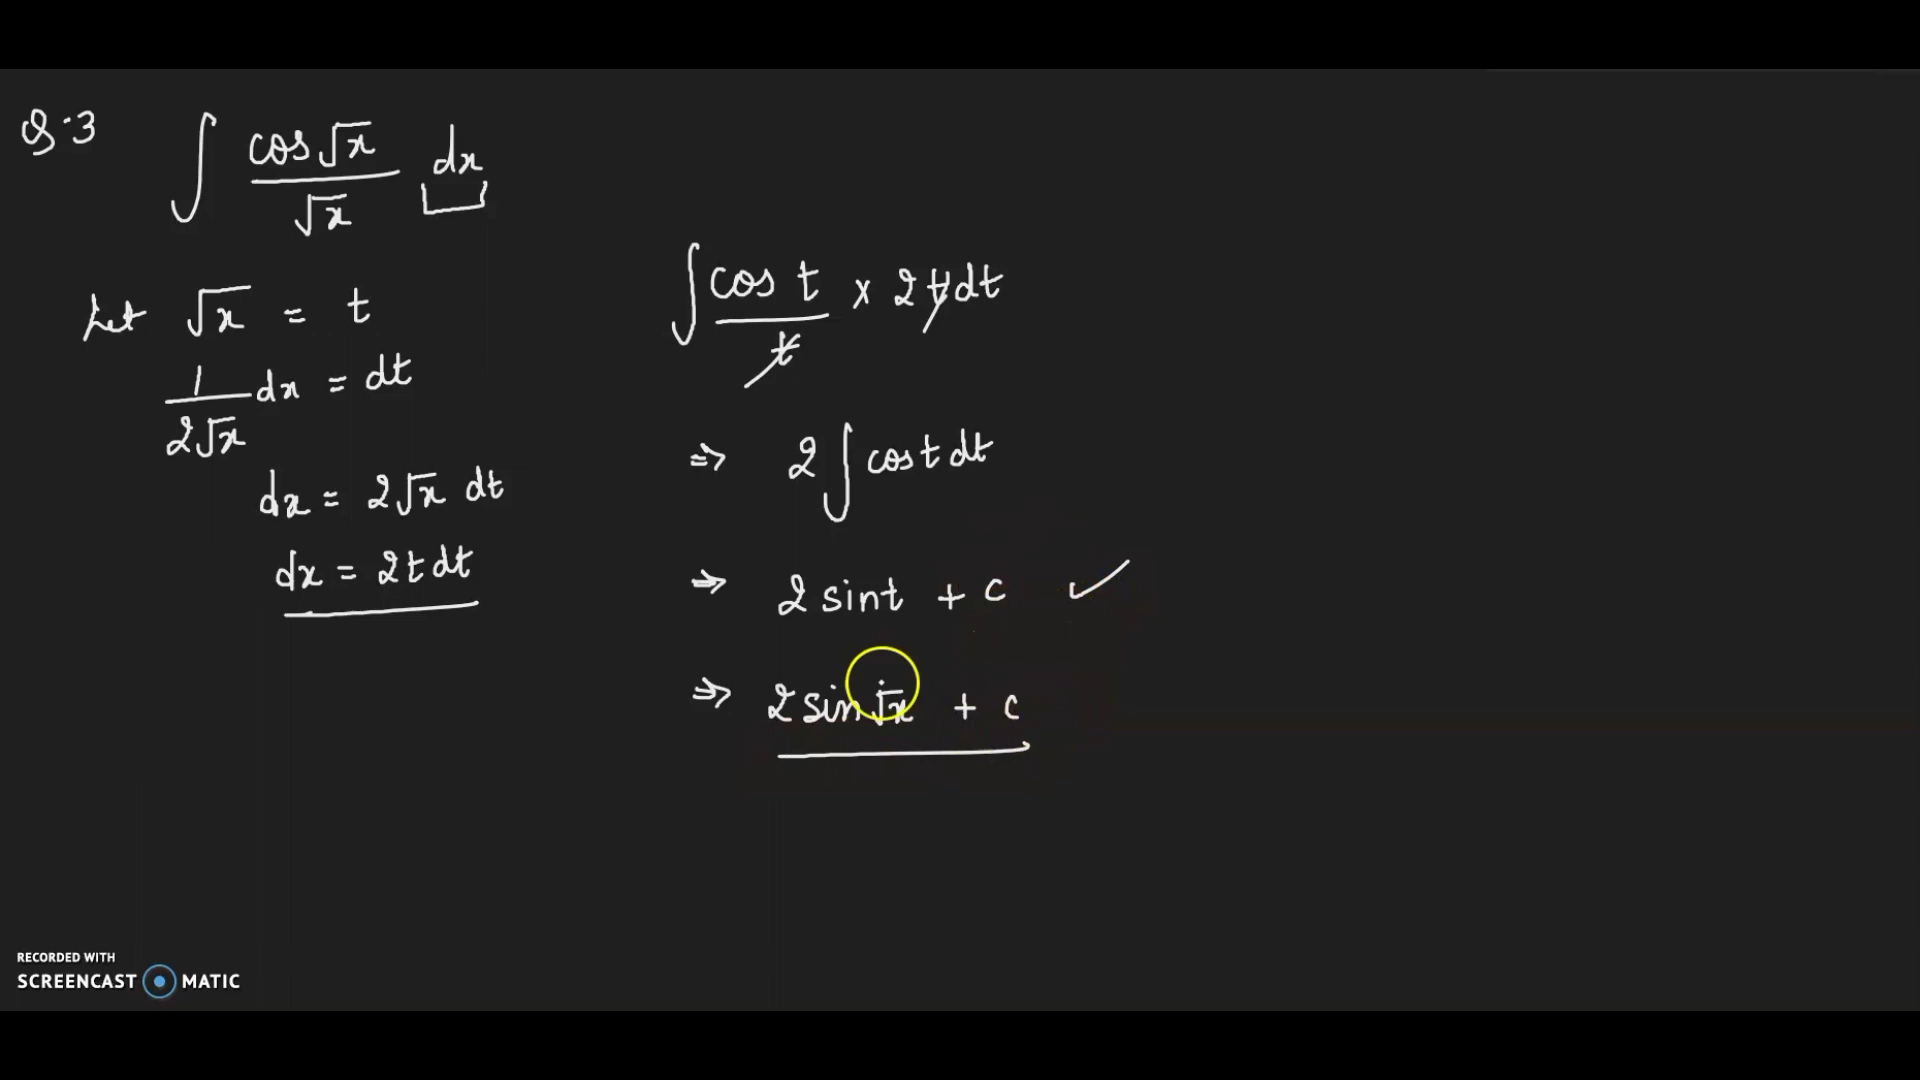 Q.3 ∫ cos√x / √x dx
Let √x = t
1 / 2√x dx = dt
dx = 2√x dt
dx = 2t dt
∫ cos t / t × 2t dt
⇒ 2 ∫ cos t dt
⇒ 2 sin t + c ✓
⇒ 2 sin √x + c
RECORDED WITH
SCREENCAST MATIC